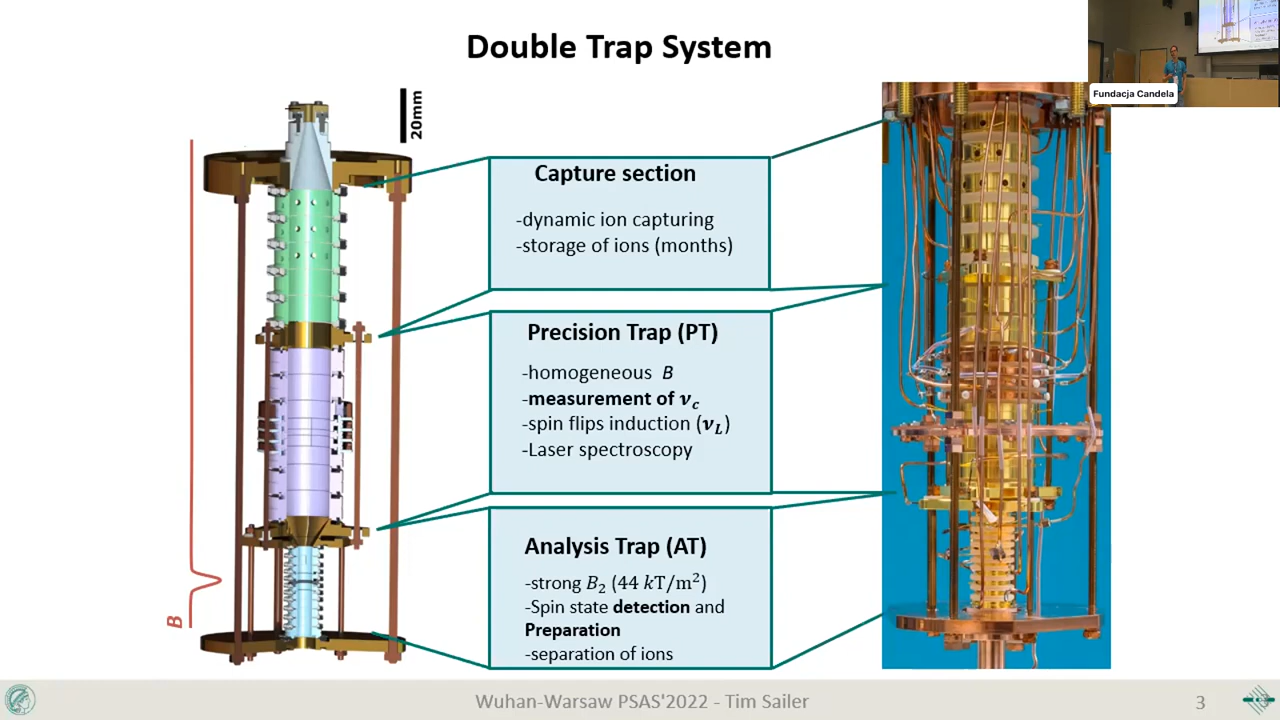 Double Trap System
Fundacja Candela
20mm
Capture section
-dynamic ion capturing
-storage of ions (months)
Precision Trap (PT)
-homogeneous B
-measurement of ν_c
-spin flips induction (ν_L)
-Laser spectroscopy
Analysis Trap (AT)
-strong B₂ (44 kT/m²)
-Spin state detection and
Preparation
-separation of ions
B
Wuhan-Warsaw PSAS'2022 - Tim Sailer
3